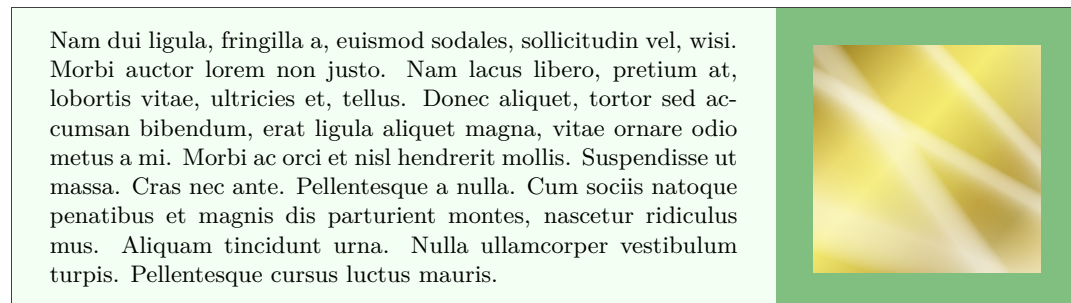 Nam dui ligula, fringilla a, euismod sodales, sollicitudin vel, wisi.
Morbi auctor lorem non justo. Nam lacus libero, pretium at,
lobortis vitae, ultricies et, tellus. Donec aliquet, tortor sed ac-
cumsan bibendum, erat ligula aliquet magna, vitae ornare odio
metus a mi. Morbi ac orci et nisl hendrerit mollis. Suspendisse ut
massa. Cras nec ante. Pellentesque a nulla. Cum sociis natoque
penatibus et magnis dis parturient montes, nascetur ridiculus
mus. Aliquam tincidunt urna. Nulla ullamcorper vestibulum
turpis. Pellentesque cursus luctus mauris.